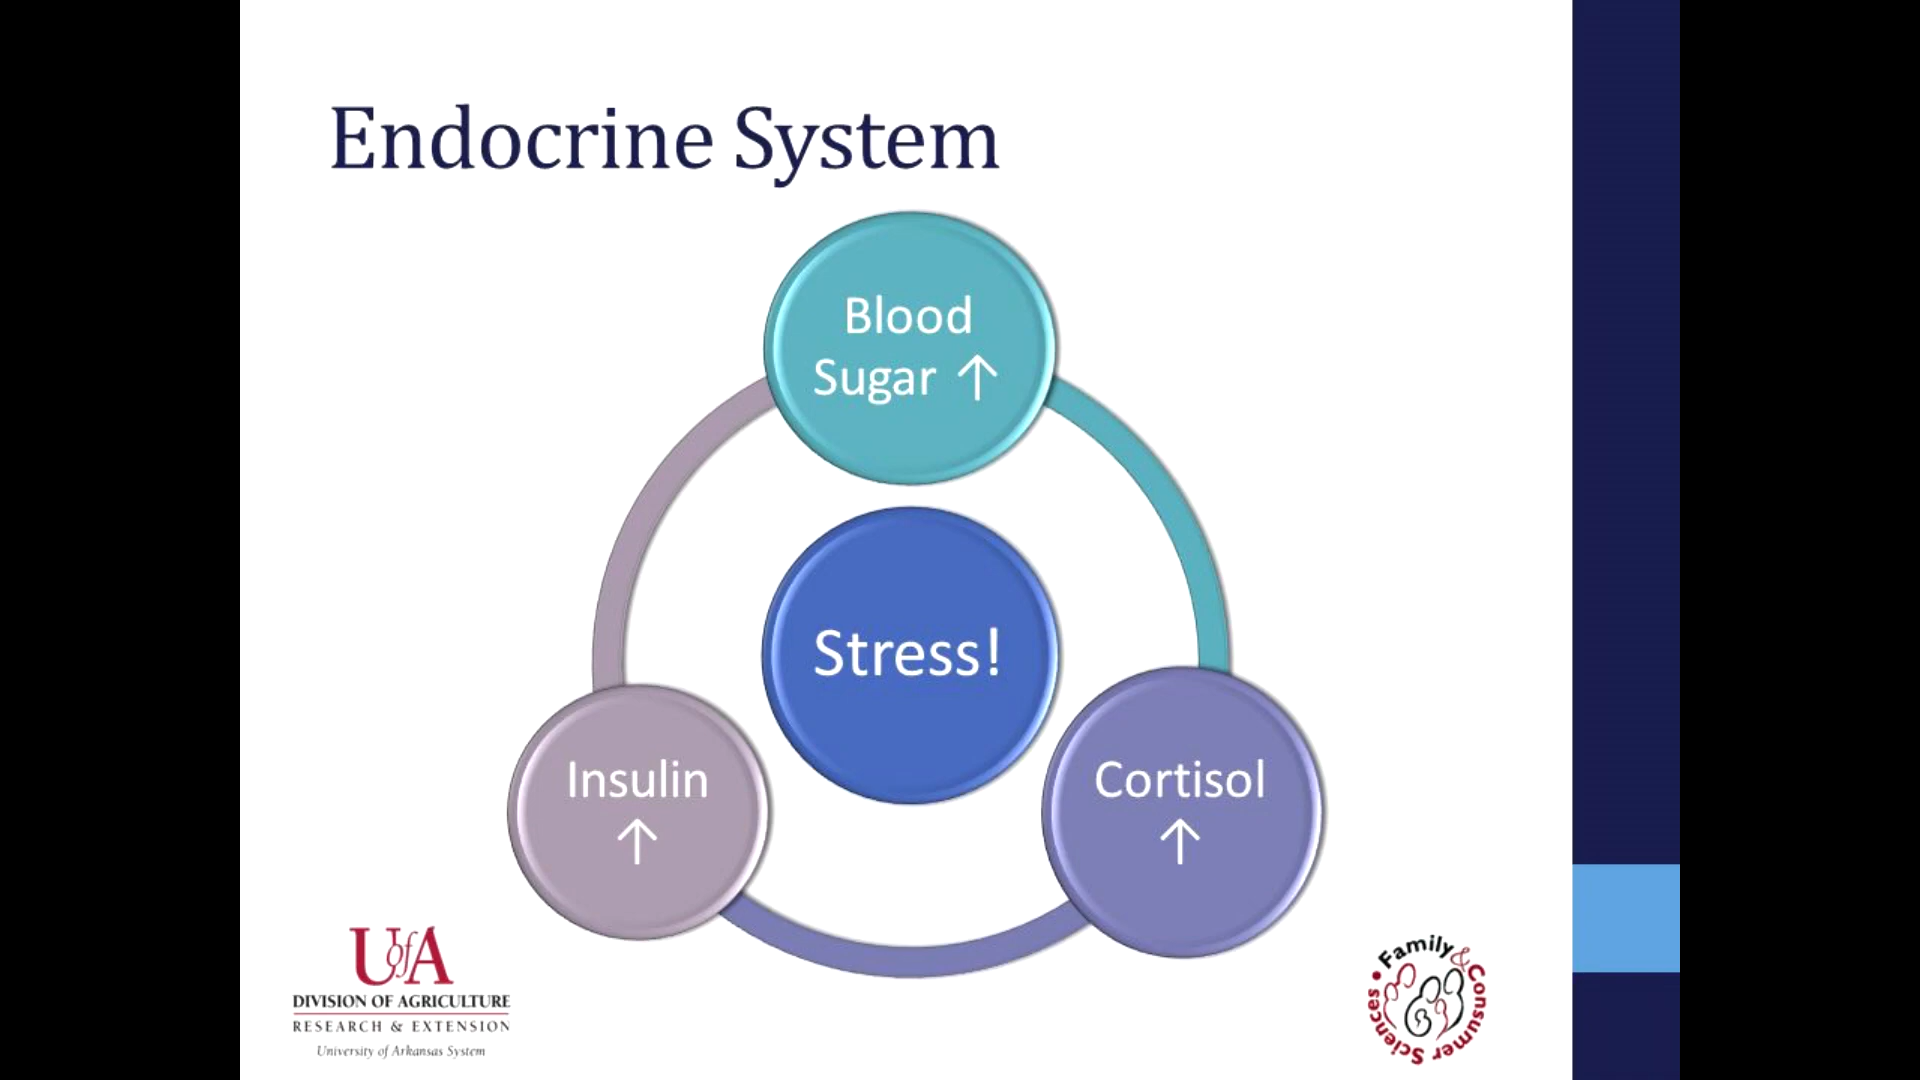 Endocrine System
Blood
Sugar ↑
Stress!
Insulin
↑
Cortisol
↑
UofA
DIVISION OF AGRICULTURE
RESEARCH & EXTENSION
University of Arkansas System
Family & Consumer Sciences